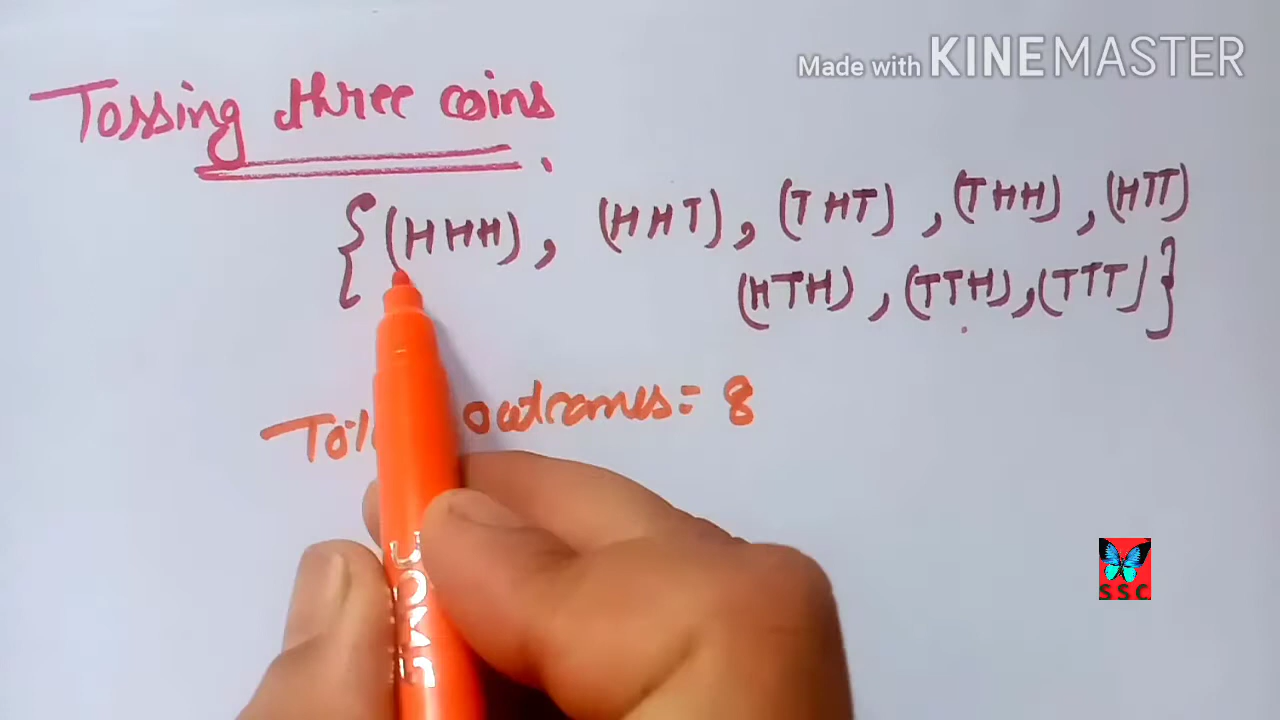 Made with KINEMASTER
Tossing three coins
{(HHH), (HHT), (THT), (THH), (HTT)
(HTH), (TTH), (TTT)}
outcomes = 8
SSC